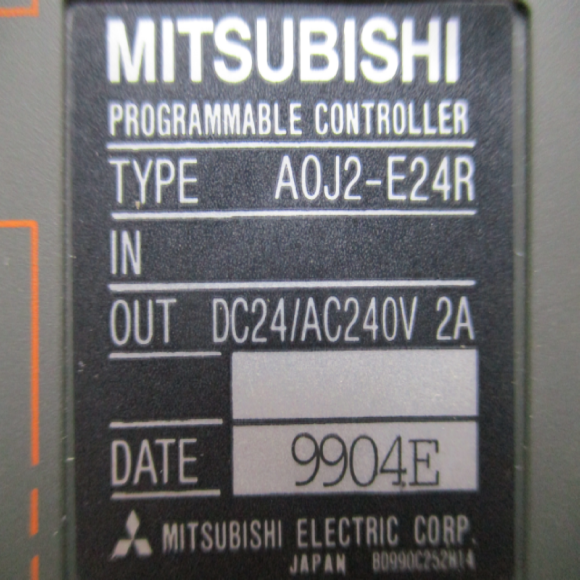 MITSUBISHI
PROGRAMMABLE CONTROLLER
TYPE A0J2-E24R
IN
OUT DC24/AC240V 2A
DATE 9904E
MITSUBISHI ELECTRIC CORP.
JAPAN BD990C252H14